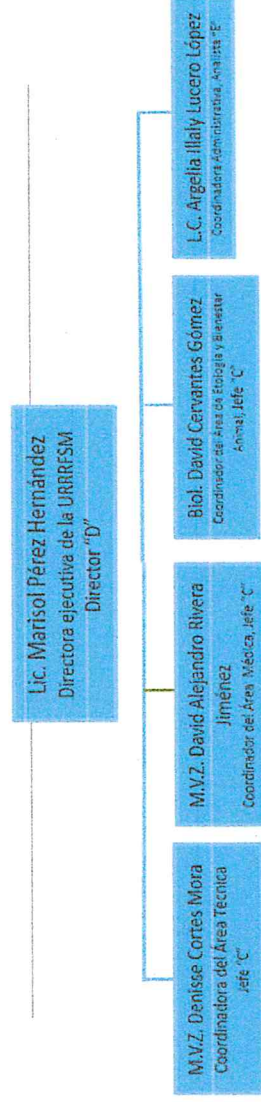 Lic. Marisol Pérez Hernández
Directora ejecutiva de la URRRFSM
Director "D"
M.V.Z. Denisse Cortes Mora
Coordinadora del Área Técnica
Jefe "C"
M.V.Z. David Alejandro Rivera
Jiménez
Coordinador del Área Médica, Jefe "C"
Biol. David Cervantes Gómez
Coordinador del Área de Etología y Bienestar
Animal, Jefe "C"
L.C. Argelia Illaly Lucero López
Coordinadora Administrativa, Analista "E"